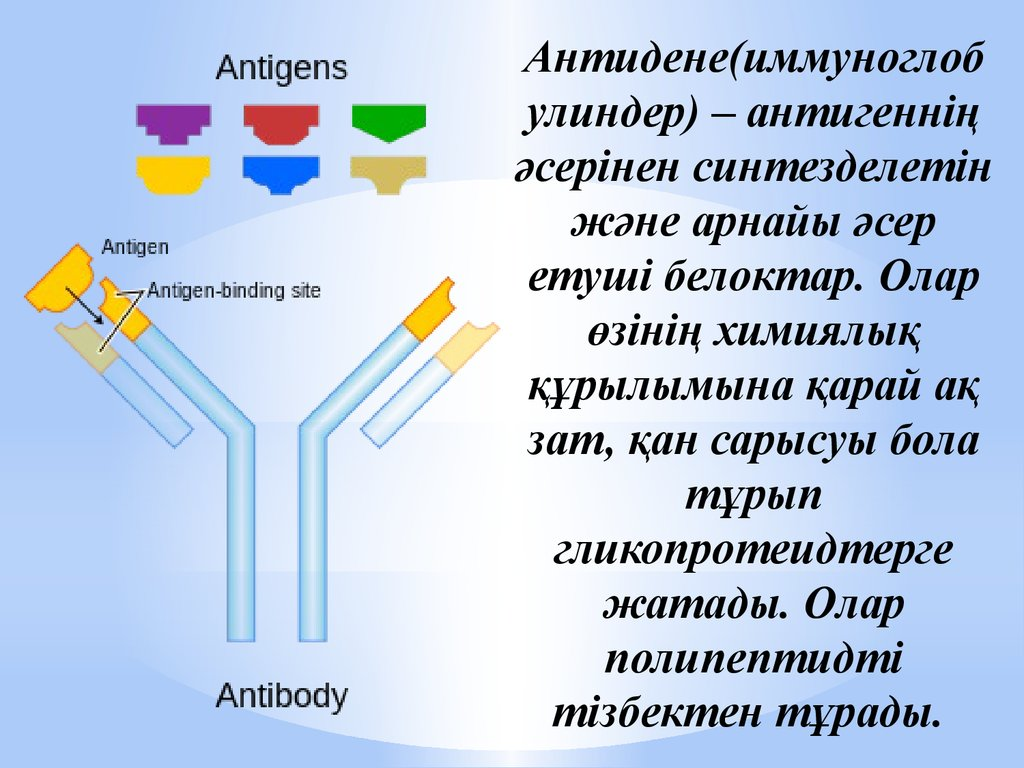 Antigens
Antigen
Antigen-binding site
Antibody
Антидене(иммуноглоб
улиндер) – антигеннің
әсерінен синтезделетін
және арнайы әсер
етуші белоктар. Олар
өзінің химиялық
құрылымына қарай ақ
зат, қан сарысуы бола
тұрып
гликопротеидтерге
жатады. Олар
полипептидті
тізбектен тұрады.